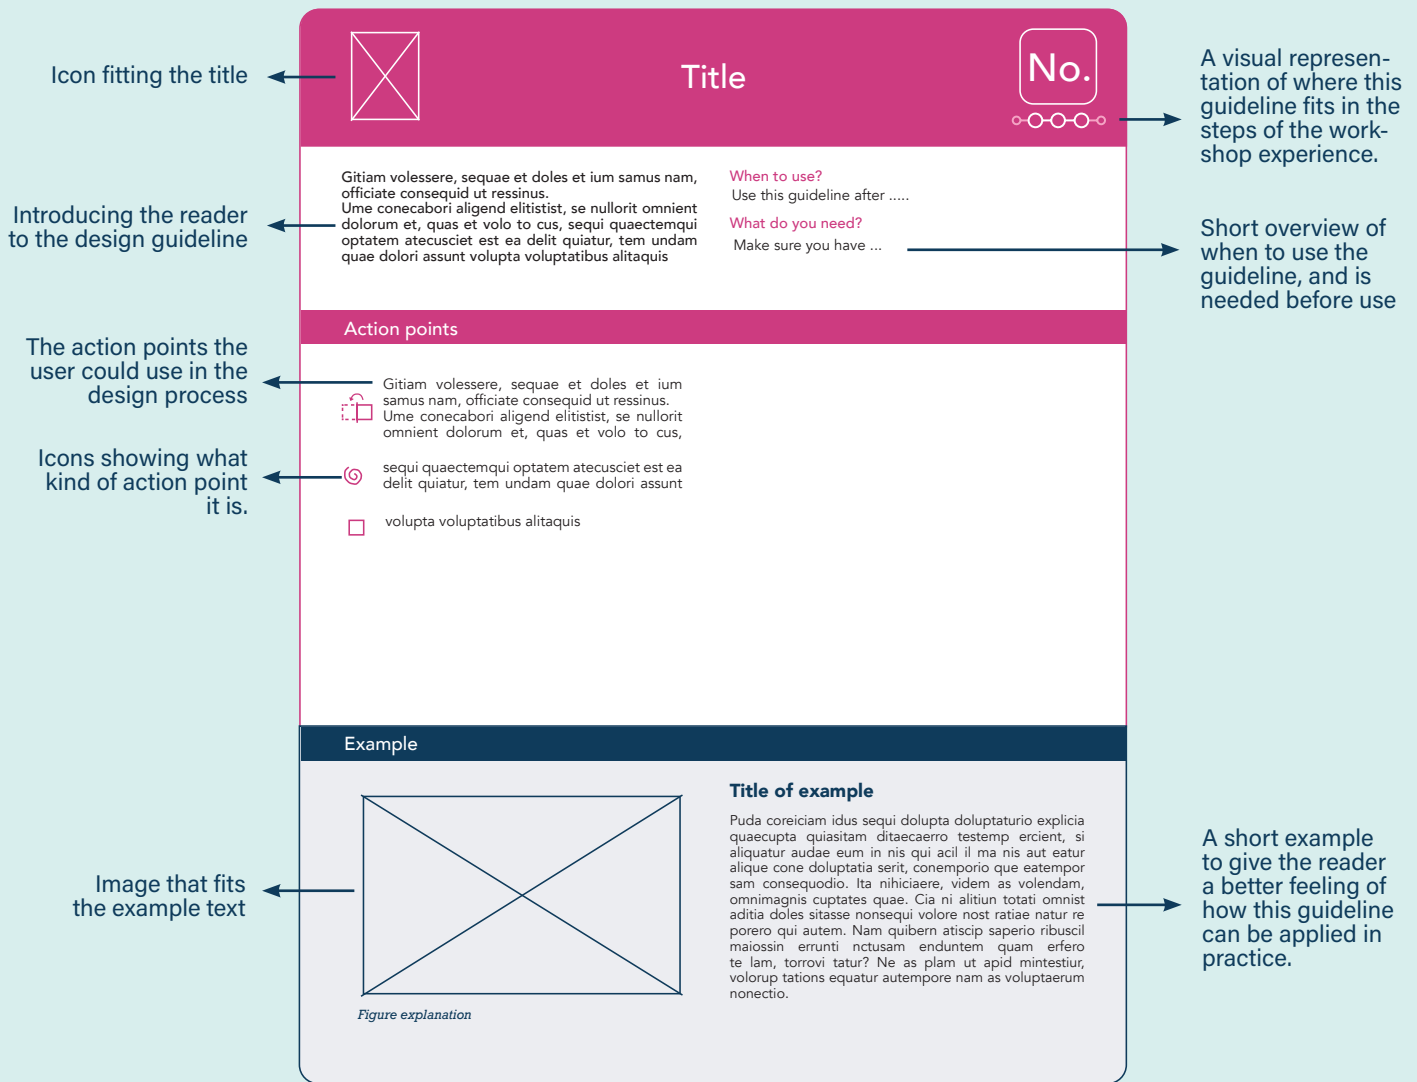 Icon fitting the title
Title
No.
A visual represen-
tation of where this
guideline fits in the
steps of the work-
shop experience.
Introducing the reader
to the design guideline
Gitiam volessere, sequae et doles et ium samus nam,
officiate consequid ut ressinus.
Ume conecabori aligend elitistist, se nullorit omnient
dolorum et, quas et volo to cus, sequi quaectemqui
optatem atecusciet est ea delit quiatur, tem undam
quae dolori assunt volupta voluptatibus alitaquis
When to use?
Use this guideline after .....
What do you need?
Make sure you have ...
Short overview of
when to use the
guideline, and is
needed before use
Action points
The action points the
user could use in the
design process
Gitiam volessere, sequae et doles et ium
samus nam, officiate consequid ut ressinus.
Ume conecabori aligend elitistist, se nullorit
omnient dolorum et, quas et volo to cus,
Icons showing what
kind of action point
it is.
sequi quaectemqui optatem atecusciet est ea
delit quiatur, tem undam quae dolori assunt
volupta voluptatibus alitaquis
Example
Image that fits
the example text
Figure explanation
Title of example
Puda coreiciam idus sequi dolupta doluptaturio explicia
quaecupta quiasitam ditaecaerro testemp ercient, si
aliquatur audae eum in nis qui acil il ma nis aut eatur
alique cone doluptatia serit, conemporio que eatempor
sam consequodio. Ita nihiciaere, videm as volendam,
omnimagnis cuptates quae. Cia ni alitiun totati omnist
aditia doles sitasse nonsequi volore nost ratiae natur re
porero qui autem. Nam quibern atiscip saperio ribuscil
maiossin errunti nctusam enduntem quam erfero
te lam, torrovi tatur? Ne as plam ut apid mintestiur,
volorup tations equatur autempore nam as voluptaerum
nonectio.
A short example
to give the reader
a better feeling of
how this guideline
can be applied in
practice.